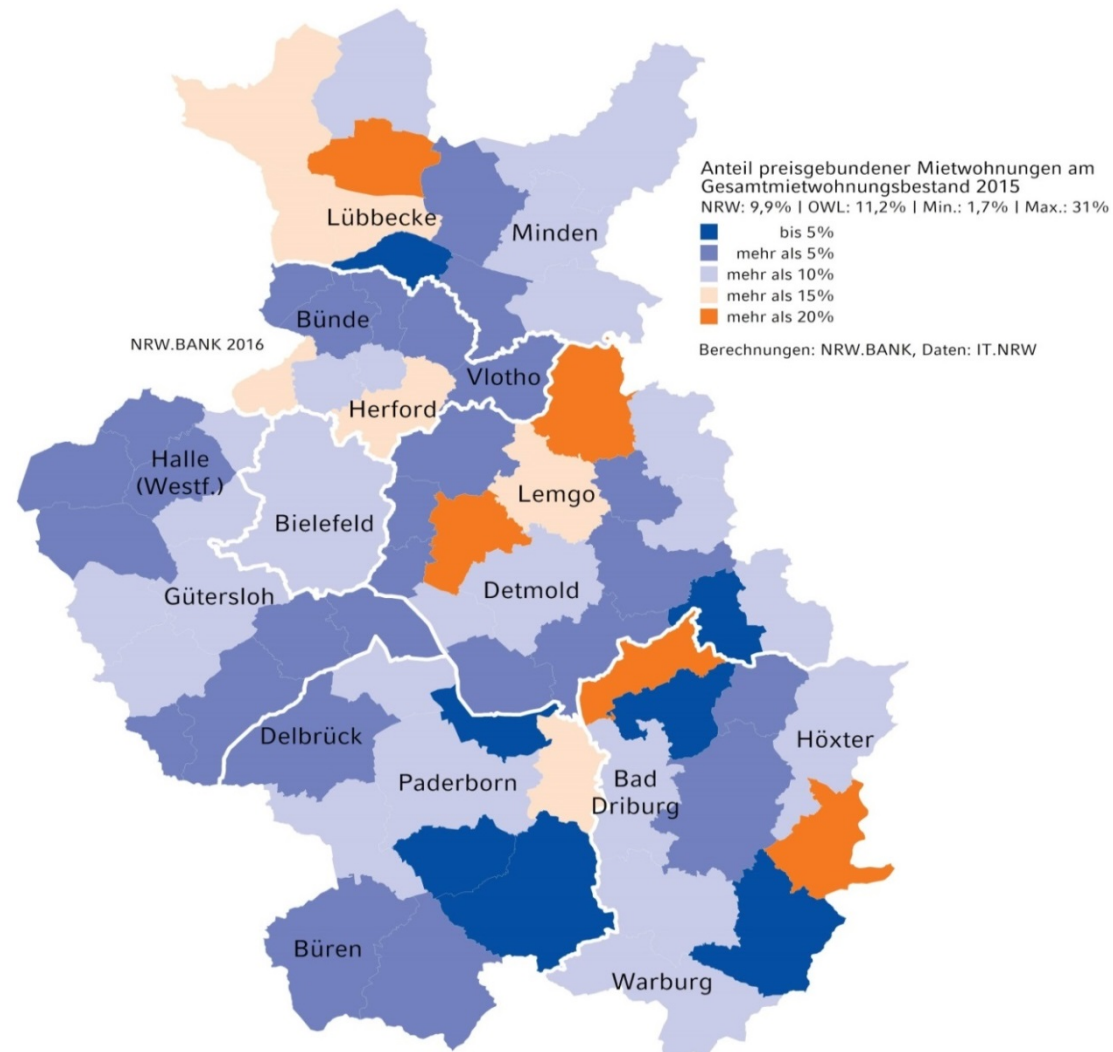 Anteil preisgebundener Mietwohnungen am
Gesamtmietwohnungsbestand 2015
NRW: 9,9% | OWL: 11,2% | Min.: 1,7% | Max.: 31%
bis 5%
mehr als 5%
mehr als 10%
mehr als 15%
mehr als 20%
Berechnungen: NRW.BANK, Daten: IT.NRW
NRW.BANK 2016
Lübbecke
Minden
Bünde
Vlotho
Herford
Halle
(Westf.)
Lemgo
Bielefeld
Gütersloh
Detmold
Delbrück
Höxter
Paderborn
Bad
Driburg
Büren
Warburg